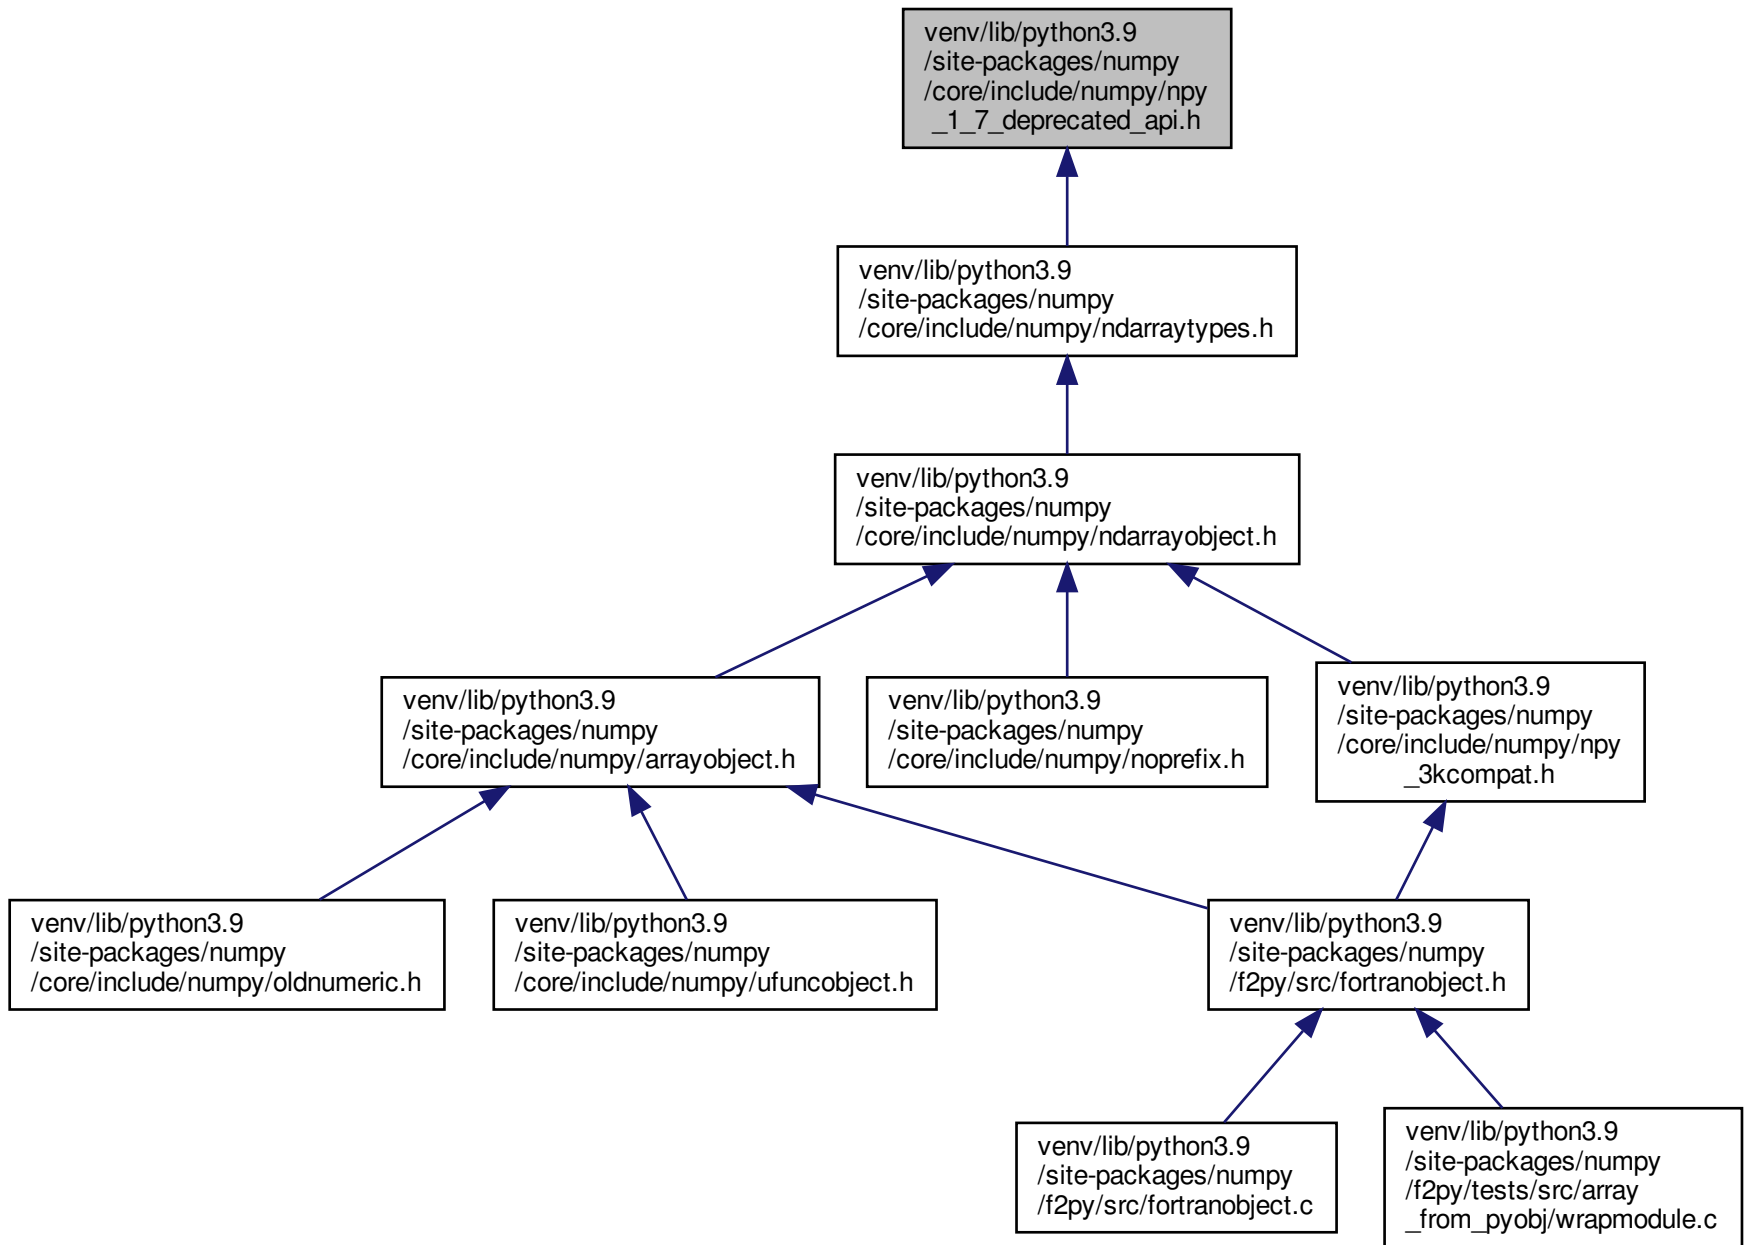 venv/lib/python3.9
/site-packages/numpy
/core/include/numpy/npy
_1_7_deprecated_api.h
venv/lib/python3.9
/site-packages/numpy
/core/include/numpy/ndarraytypes.h
venv/lib/python3.9
/site-packages/numpy
/core/include/numpy/ndarrayobject.h
venv/lib/python3.9
/site-packages/numpy
/core/include/numpy/arrayobject.h
venv/lib/python3.9
/site-packages/numpy
/core/include/numpy/noprefix.h
venv/lib/python3.9
/site-packages/numpy
/core/include/numpy/npy
_3kcompat.h
venv/lib/python3.9
/site-packages/numpy
/core/include/numpy/oldnumeric.h
venv/lib/python3.9
/site-packages/numpy
/core/include/numpy/ufuncobject.h
venv/lib/python3.9
/site-packages/numpy
/f2py/src/fortranobject.h
venv/lib/python3.9
/site-packages/numpy
/f2py/src/fortranobject.c
venv/lib/python3.9
/site-packages/numpy
/f2py/tests/src/array
_from_pyobj/wrapmodule.c